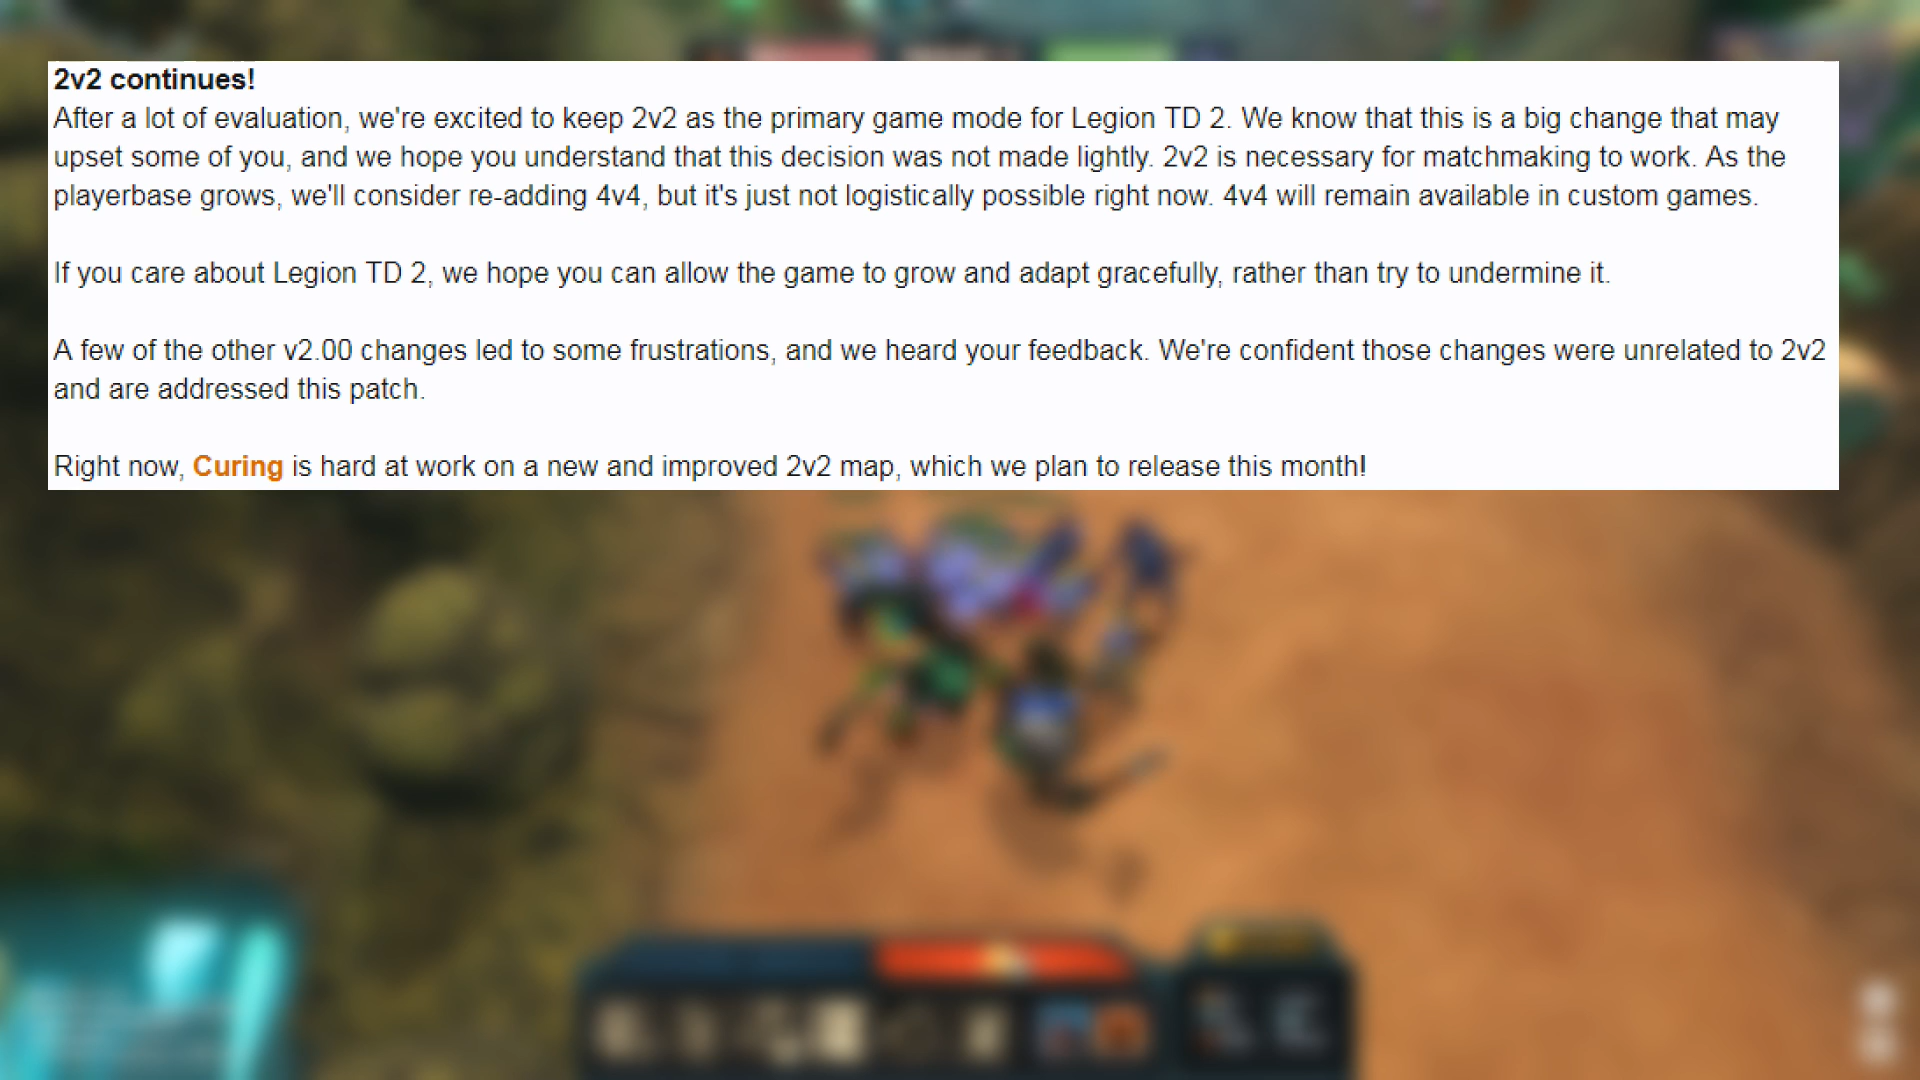 2v2 continues!
After a lot of evaluation, we're excited to keep 2v2 as the primary game mode for Legion TD 2. We know that this is a big change that may
upset some of you, and we hope you understand that this decision was not made lightly. 2v2 is necessary for matchmaking to work. As the
playerbase grows, we'll consider re-adding 4v4, but it's just not logistically possible right now. 4v4 will remain available in custom games.
If you care about Legion TD 2, we hope you can allow the game to grow and adapt gracefully, rather than try to undermine it.
A few of the other v2.00 changes led to some frustrations, and we heard your feedback. We're confident those changes were unrelated to 2v2
and are addressed this patch.
Right now, Curing is hard at work on a new and improved 2v2 map, which we plan to release this month!